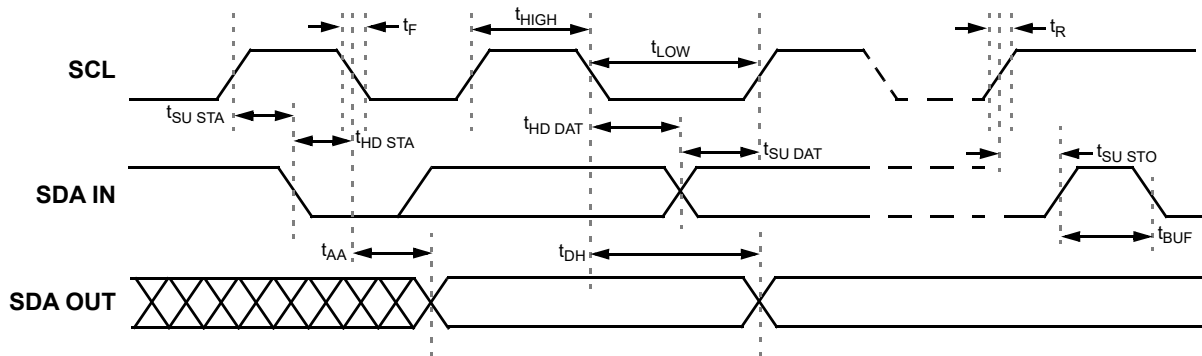 tHIGH
tF
tR
tLOW
SCL
tSU STA
tHD STA
tHD DAT
tSU DAT
tSU STO
SDA IN
tAA
tDH
tBUF
SDA OUT